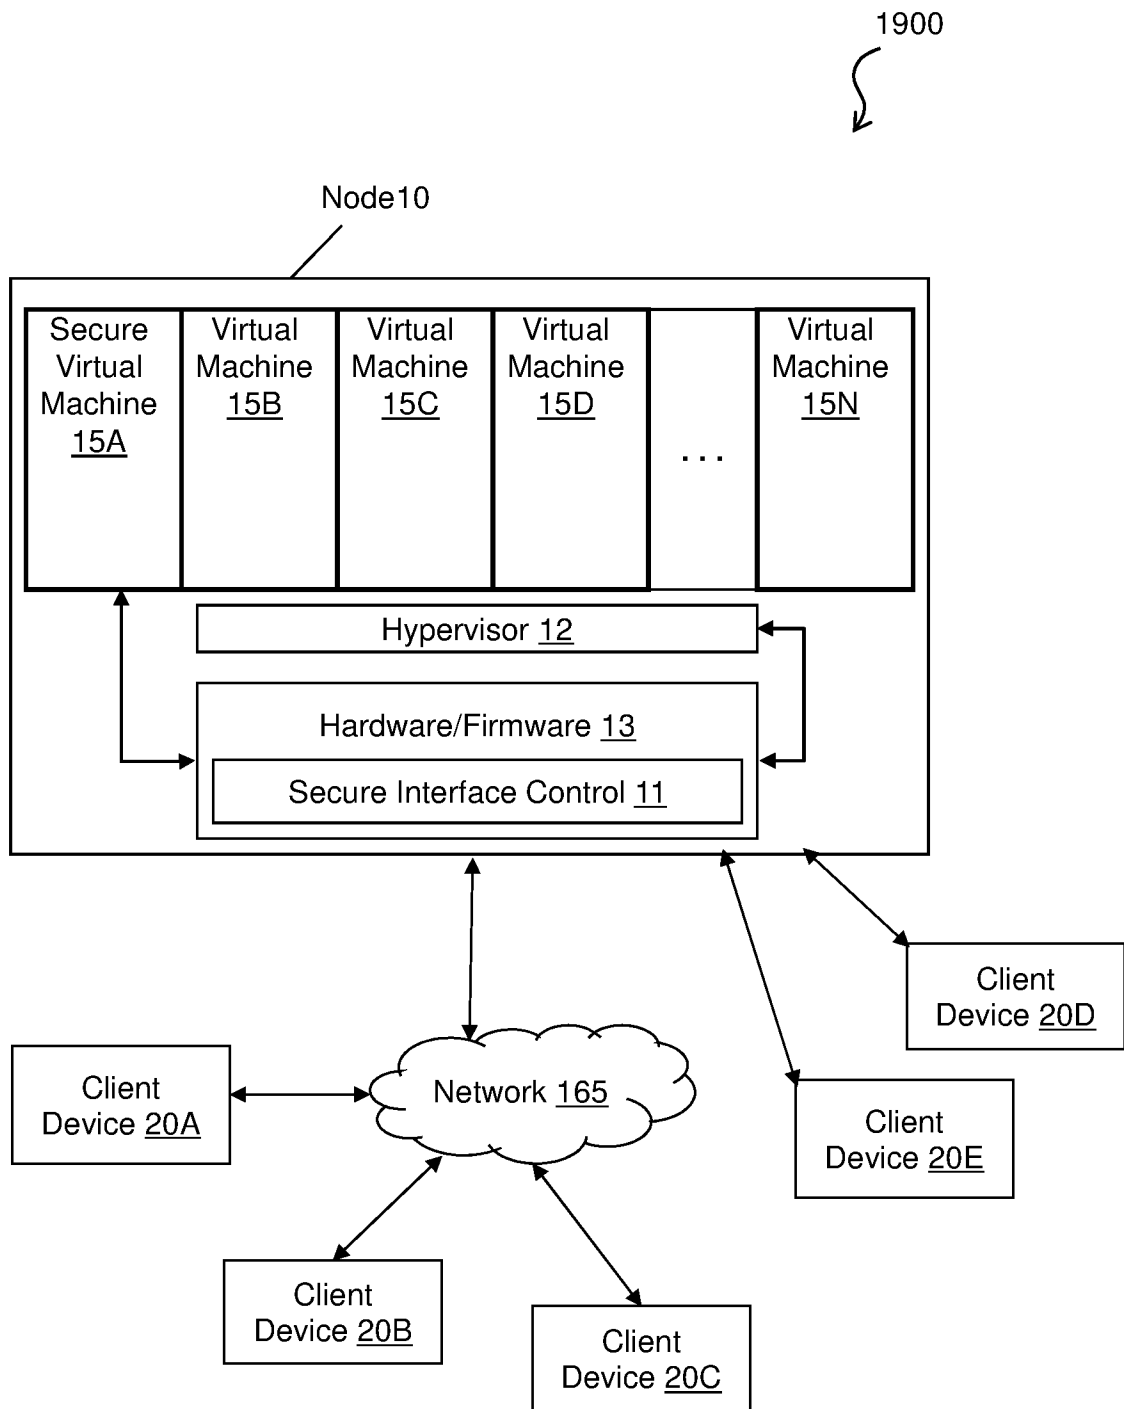 1900
Node10
Secure
Virtual
Machine
15A
Virtual
Machine
15B
Virtual
Machine
15C
Virtual
Machine
15D
...
Virtual
Machine
15N
Hypervisor 12
Hardware/Firmware 13
Secure Interface Control 11
Client
Device 20D
Network 165
Client
Device 20A
Client
Device 20E
Client
Device 20B
Client
Device 20C